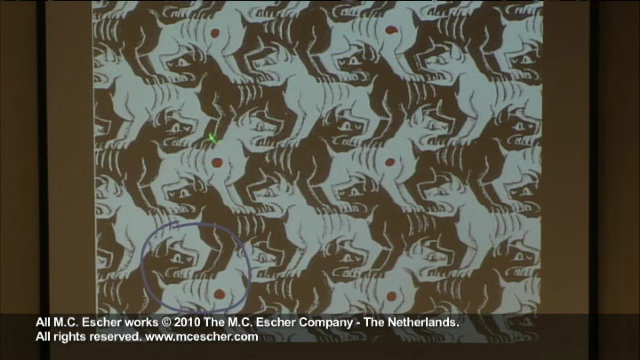 All M.C. Escher works © 2010 The M.C. Escher Company - The Netherlands.
All rights reserved. www.mcescher.com